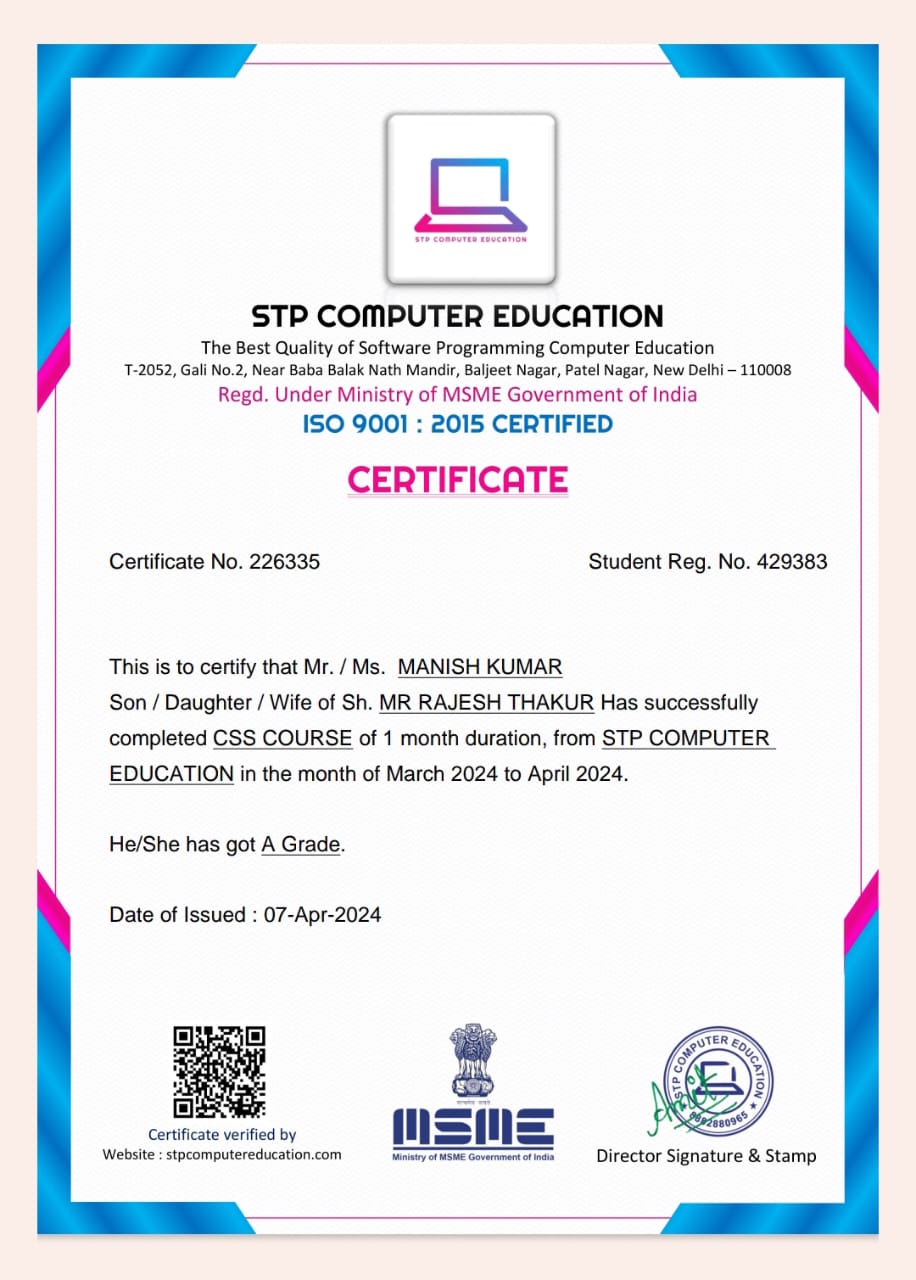 STP COMPUTER EDUCATION
STP COMPUTER EDUCATION
The Best Quality of Software Programming Computer Education
T-2052, Gali No.2, Near Baba Balak Nath Mandir, Baljeet Nagar, Patel Nagar, New Delhi – 110008
Regd. Under Ministry of MSME Government of India
ISO 9001 : 2015 CERTIFIED
CERTIFICATE
Certificate No. 226335
Student Reg. No. 429383
This is to certify that Mr. / Ms. MANISH KUMAR
Son / Daughter / Wife of Sh. MR RAJESH THAKUR Has successfully
completed CSS COURSE of 1 month duration, from STP COMPUTER
EDUCATION in the month of March 2024 to April 2024.
He/She has got A Grade.
Date of Issued : 07-Apr-2024
Certificate verified by
Website : stpcomputereducation.com
सत्यमेव जयते
MSME
Ministry of MSME Government of India
STP COMPUTER EDUCATION
8882880965
Amit
Director Signature & Stamp